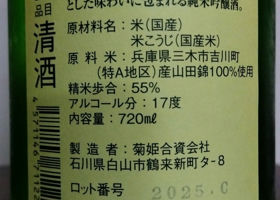 とした味わいに包まれる純米吟醸酒。
品目 清酒
原材料名：米（国産）
米こうじ（国産米）
原料米：兵庫県三木市吉川町
（特A地区）産山田錦100%使用
精米歩合：55%
アルコール分：17度
内容量：720mℓ
製造者：菊姫合資会社
石川県白山市鶴来新町タ-8
ロット番号 2025.0
4571146